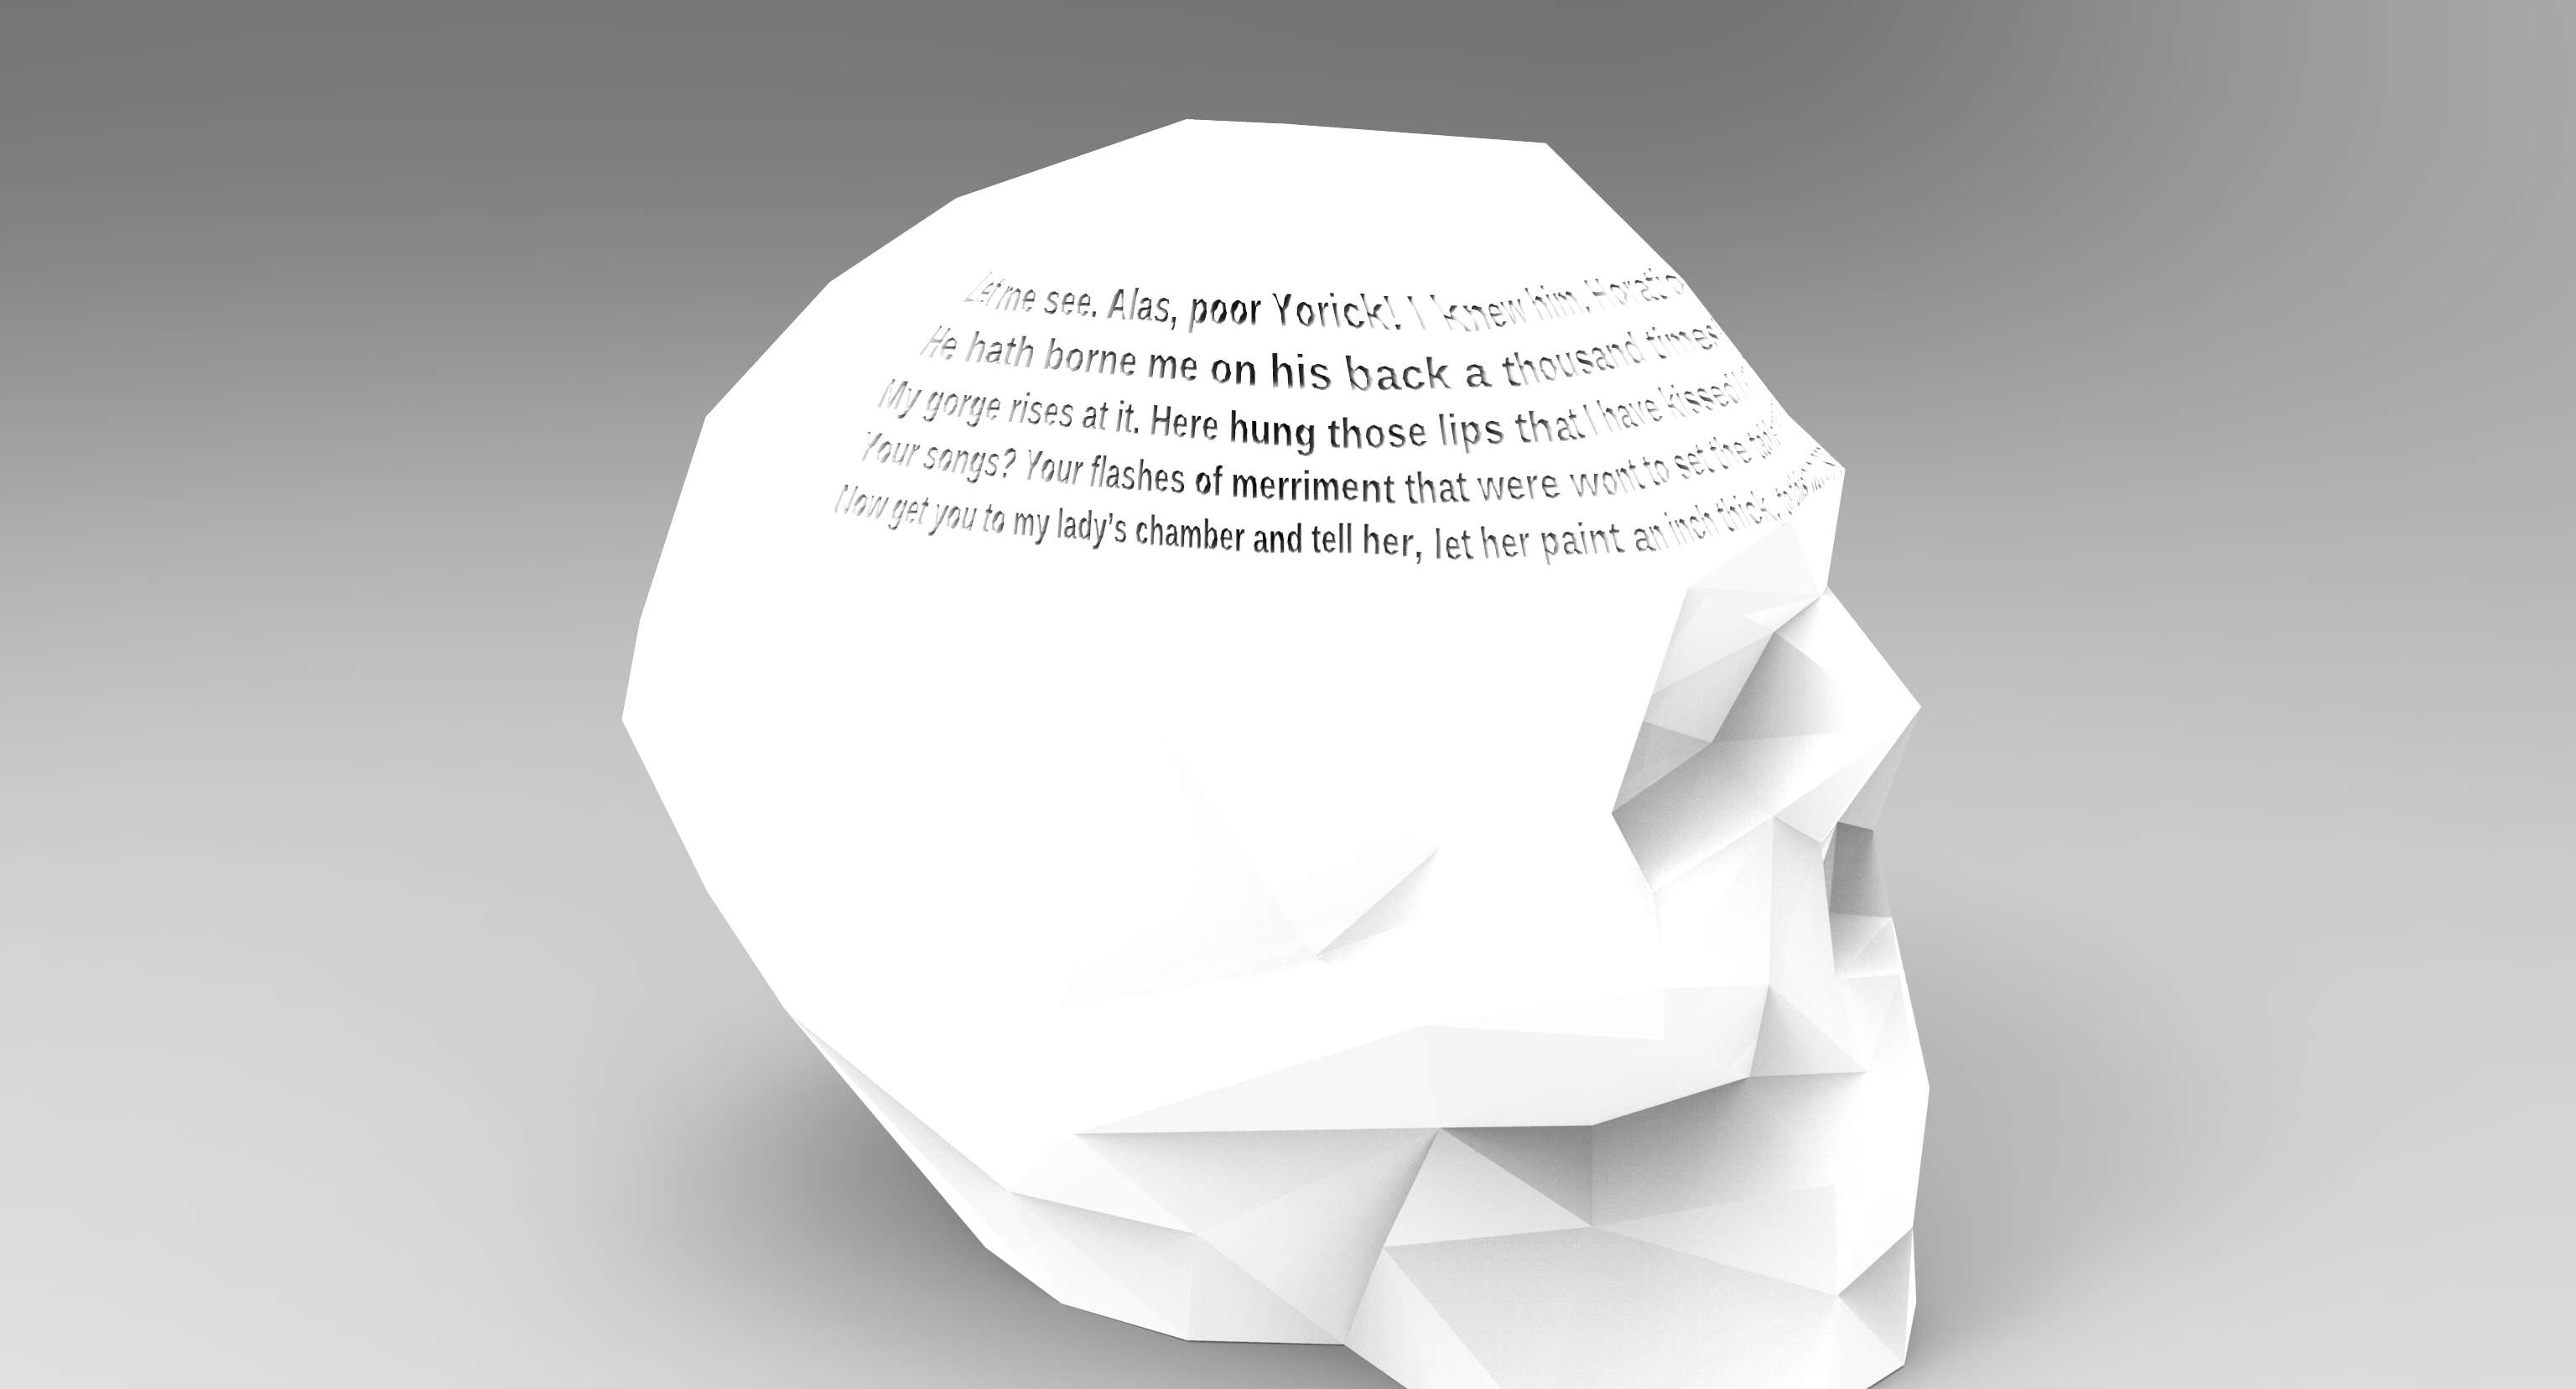 Let me see. Alas, poor Yorick! I knew him, Horatio
He hath borne me on his back a thousand times
My gorge rises at it. Here hung those lips that I have kissed I
Your songs? Your flashes of merriment that were wont to set the table
Now get you to my lady’s chamber and tell her, let her paint an inch thick, to this